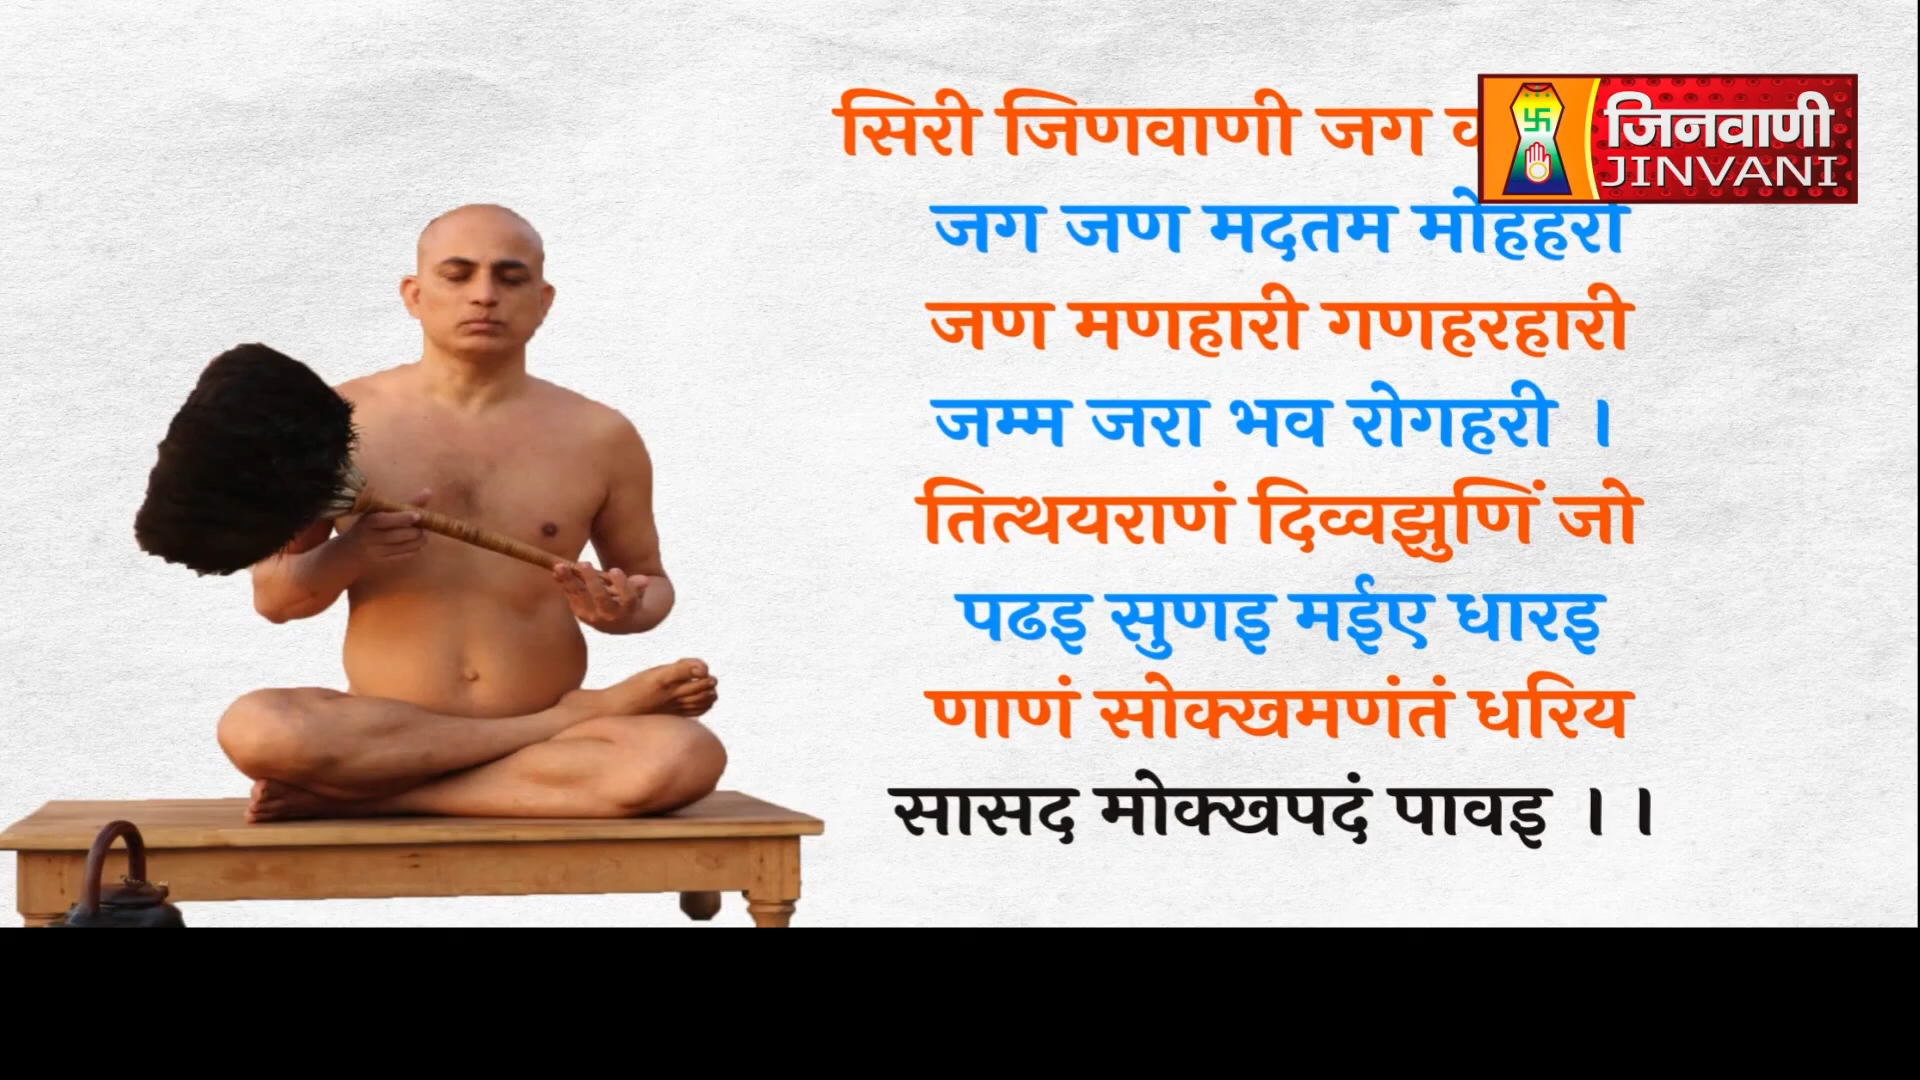 सिरी जिणवाणी जग
जिनवाणी
JINVANI
जग जण मदतम मोहहरी
जण मणहारी गणहरहारी
जम्म जरा भव रोगहरी ।
तित्थयराणं दिव्वझुणिं जो
पढइ सुणइ मईए धारइ
णाणं सोक्खमणंतं धरिय
सासद मोक्खपदं पावइ ।।